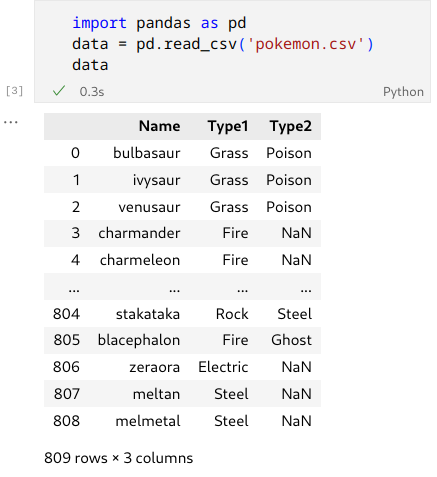 import pandas as pd
data = pd.read_csv('pokemon.csv')
data
[3] ✓ 0.3s Python
...
Name Type1 Type2
0 bulbasaur Grass Poison
1 ivysaur Grass Poison
2 venusaur Grass Poison
3 charmander Fire NaN
4 charmeleon Fire NaN
... ... ... ...
804 stakataka Rock Steel
805 blacephalon Fire Ghost
806 zeraora Electric NaN
807 meltan Steel NaN
808 melmetal Steel NaN
809 rows × 3 columns